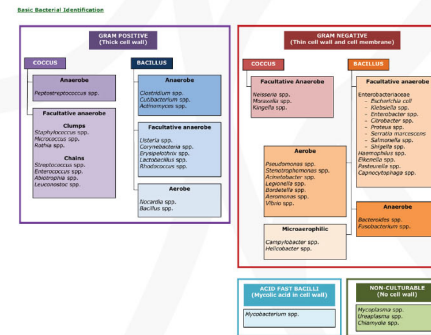 Basic Bacterial Identification
GRAM POSITIVE
(Thick cell wall)
COCCUS
Anaerobe
Peptostreptococcus spp.
Facultative anaerobe
Clumps
Staphylococcus spp.
Micrococcus spp.
Rothia spp.
Chains
Streptococcus spp.
Enterococcus spp.
Abiotrophia spp.
Leuconostoc spp.
BACILLUS
Anaerobe
Clostridium spp.
Cutibacterium spp.
Actinomyces spp.
Facultative anaerobe
Listeria spp.
Corynebacteria spp.
Erysipelothrix spp.
Lactobacillus spp.
Rhodococcus spp.
Aerobe
Nocardia spp.
Bacillus spp.
GRAM NEGATIVE
(Thin cell wall and cell membrane)
COCCUS
Facultative Anaerobe
Neisseria spp.
Moraxella spp.
Kingella spp.
Aerobe
Pseudomonas spp.
Stenotrophomonas spp.
Acinetobacter spp.
Legionella spp.
Bordetella spp.
Aeromonas spp.
Vibrio spp.
Microaerophilic
Campylobacter spp.
Helicobacter spp.
BACILLUS
Facultative anaerobe
Enterobacteriaceae
- Escherichia coli
- Klebsiella spp.
- Enterobacter spp.
- Citrobacter spp.
- Proteus spp.
- Serratia marcescens
- Salmonella spp.
- Shigella spp.
Haemophilus spp.
Eikenella spp.
Pasteurella spp.
Capnocytophaga spp.
Anaerobe
Bacteroides spp.
Fusobacterium spp.
ACID FAST BACILLI
(Mycolic acid in cell wall)
Mycobacterium spp.
NON-CULTURABLE
(No cell wall)
Mycoplasma spp.
Ureaplasma spp.
Chlamydia spp.